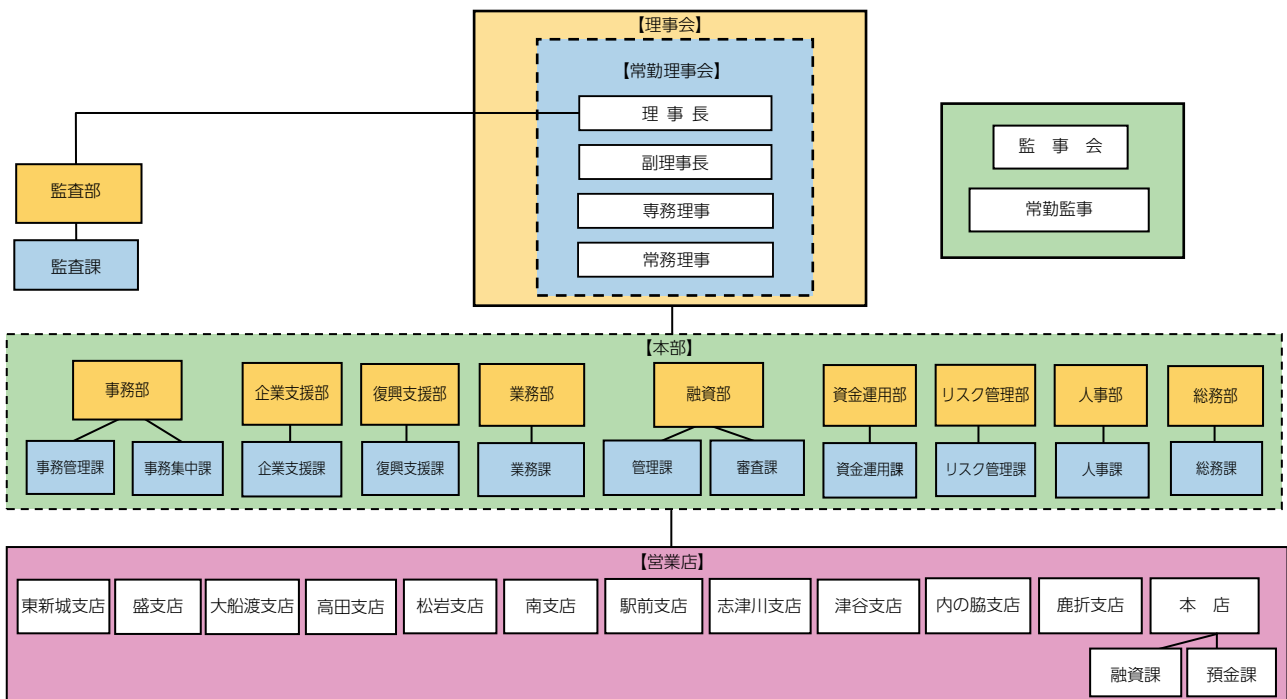 【理事会】
【常勤理事会】
理事長
副理事長
専務理事
常務理事
監事会
常勤監事
監査部
監査課
【本部】
事務部
企業支援部
復興支援部
業務部
融資部
資金運用部
リスク管理部
人事部
総務部
事務管理課
事務集中課
企業支援課
復興支援課
業務課
管理課
審査課
資金運用課
リスク管理課
人事課
総務課
【営業店】
東新城支店
盛支店
大船渡支店
高田支店
松岩支店
南支店
駅前支店
志津川支店
津谷支店
内の脇支店
鹿折支店
本店
融資課
預金課